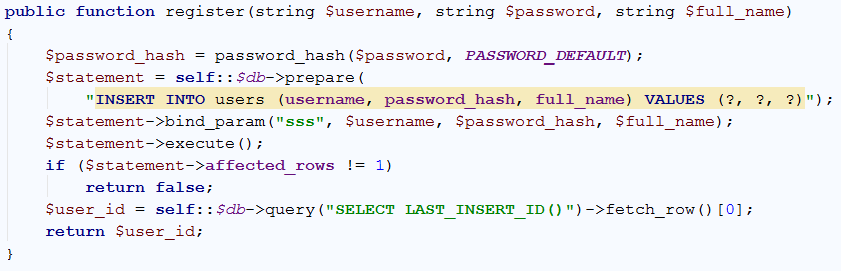 public function register(string $username, string $password, string $full_name)
{
    $password_hash = password_hash($password, PASSWORD_DEFAULT);
    $statement = self::$db->prepare(
        "INSERT INTO users (username, password_hash, full_name) VALUES (?, ?, ?)");
    $statement->bind_param("sss", $username, $password_hash, $full_name);
    $statement->execute();
    if ($statement->affected_rows != 1)
        return false;
    $user_id = self::$db->query("SELECT LAST_INSERT_ID()")->fetch_row()[0];
    return $user_id;
}